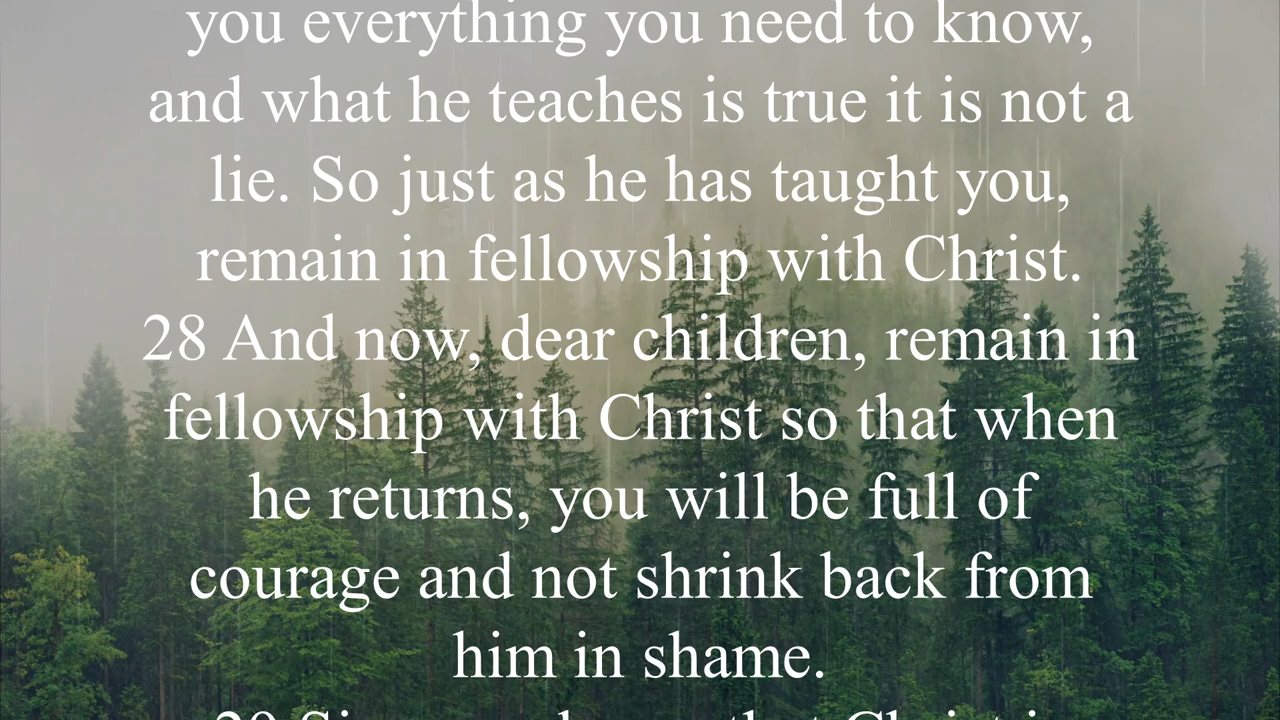 you everything you need to know,
and what he teaches is true it is not a
lie. So just as he has taught you,
remain in fellowship with Christ.
28 And now, dear children, remain in
fellowship with Christ so that when
he returns, you will be full of
courage and not shrink back from
him in shame.